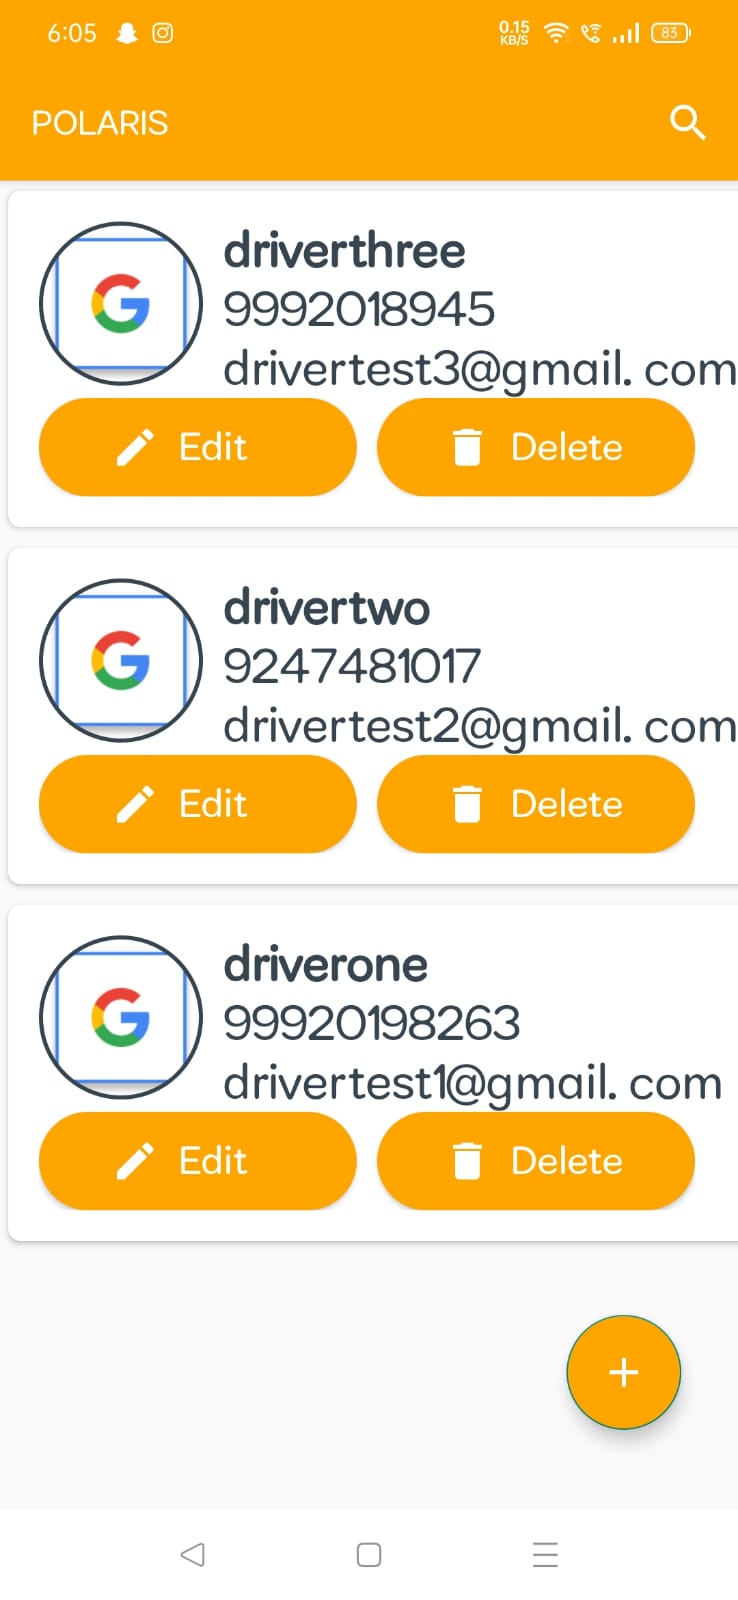 6:05
0.15
KB/S
83
POLARIS
driverthree
9992018945
drivertest3@gmail. com
Edit
Delete
drivertwo
9247481017
drivertest2@gmail. com
Edit
Delete
driverone
99920198263
drivertest1@gmail. com
Edit
Delete